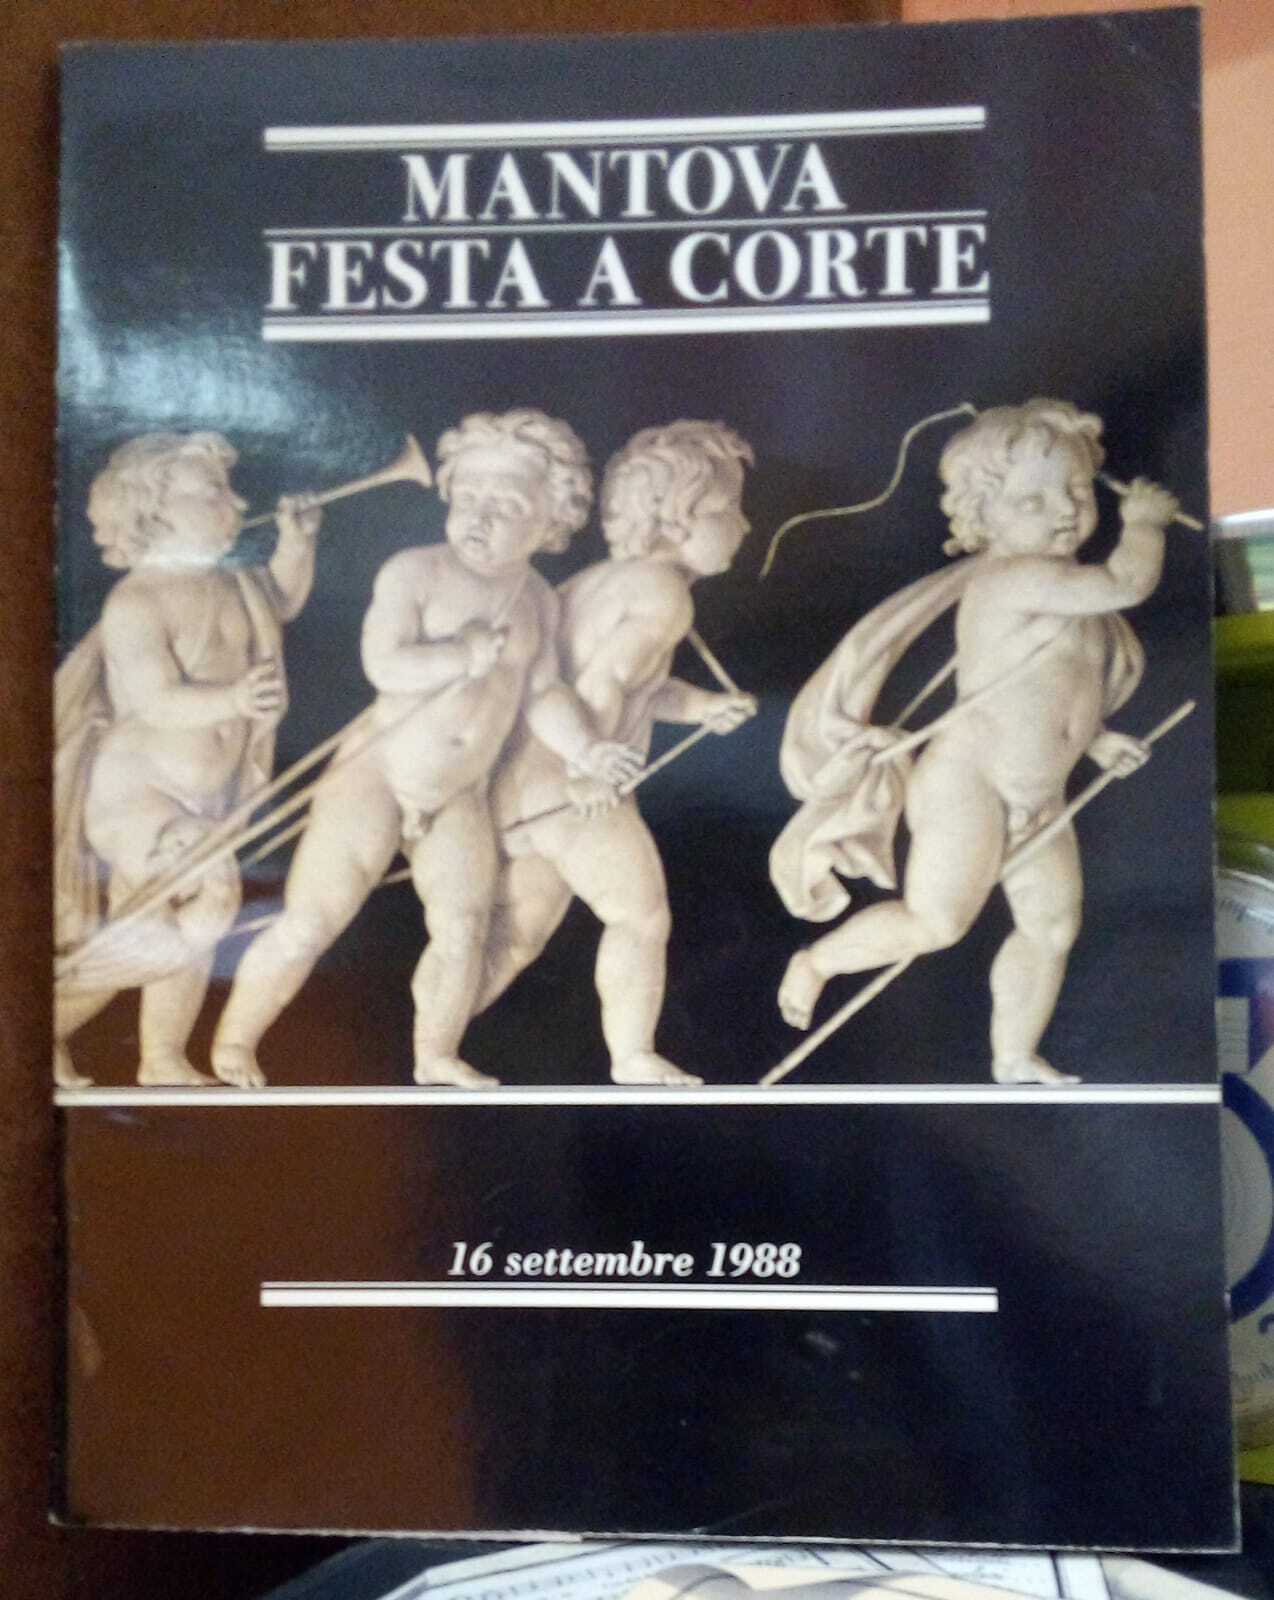 MANTOVA
FESTA A CORTE
16 settembre 1988